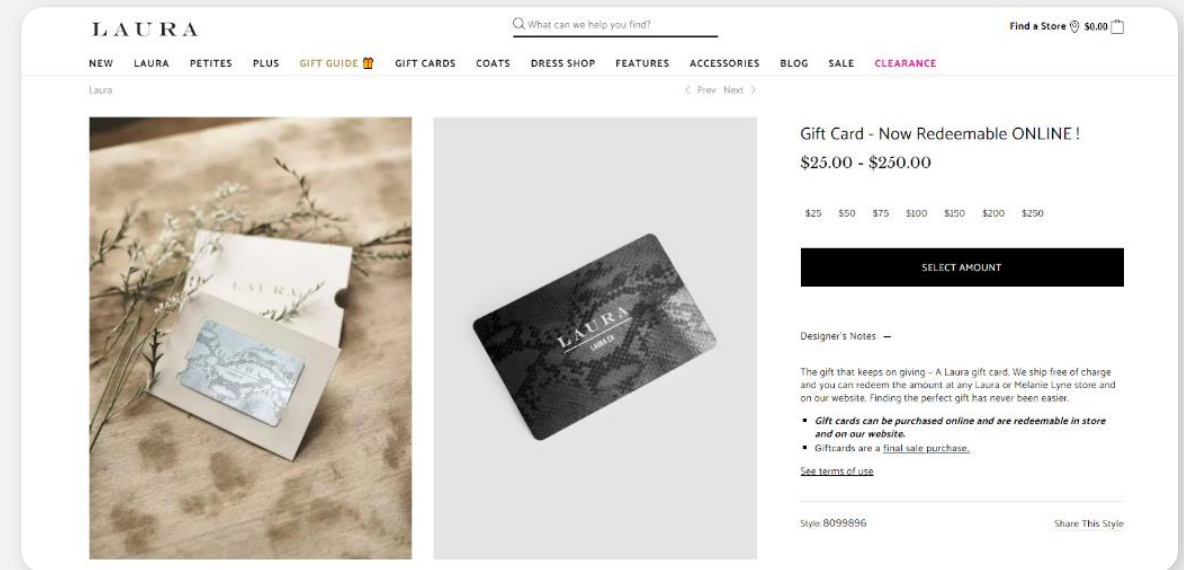 LAURA
What can we help you find?
Find a Store $0.00
NEW LAURA PETITES PLUS GIFT GUIDE GIFT CARDS COATS DRESS SHOP FEATURES ACCESSORIES BLOG SALE CLEARANCE
Laura
Prev Next
LAURA
LAURA
LAURA.CA
Gift Card - Now Redeemable ONLINE !
$25.00 - $250.00
$25 $50 $75 $100 $150 $200 $250
SELECT AMOUNT
Designer's Notes –
The gift that keeps on giving – A Laura gift card. We ship free of charge
and you can redeem the amount at any Laura or Melanie Lyne store and
on our website. Finding the perfect gift has never been easier.
Gift cards can be purchased online and are redeemable in store
and on our website.
Giftcards are a final sale purchase.
See terms of use
Style: 8099896
Share This Style